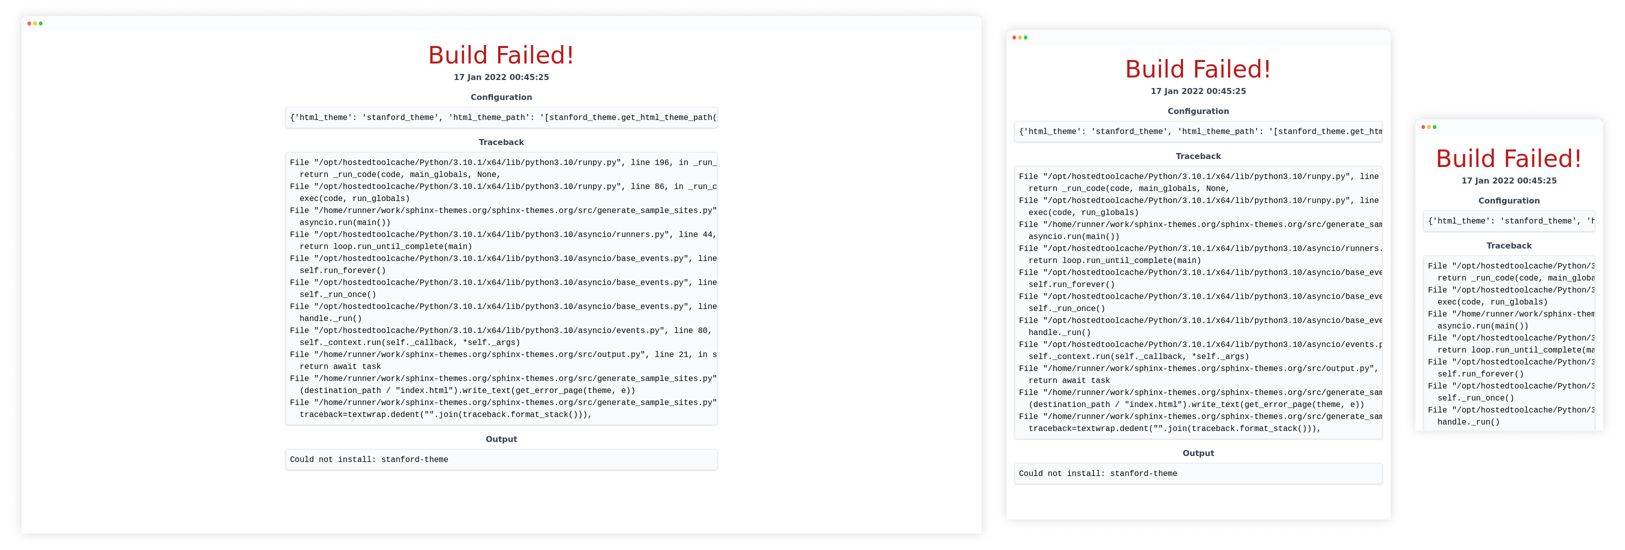 Build Failed!
17 Jan 2022 00:45:25
Configuration
{'html_theme': 'stanford_theme', 'html_theme_path': '[stanford_theme.get_html_theme_path(
Traceback
File "/opt/hostedtoolcache/Python/3.10.1/x64/lib/python3.10/runpy.py", line 196, in _run_
return _run_code(code, main_globals, None,
File "/opt/hostedtoolcache/Python/3.10.1/x64/lib/python3.10/runpy.py", line 86, in _run_c
exec(code, run_globals)
File "/home/runner/work/sphinx-themes.org/sphinx-themes.org/src/generate_sample_sites.py"
asyncio.run(main())
File "/opt/hostedtoolcache/Python/3.10.1/x64/lib/python3.10/asyncio/runners.py", line 44,
return loop.run_until_complete(main)
File "/opt/hostedtoolcache/Python/3.10.1/x64/lib/python3.10/asyncio/base_events.py", line
self.run_forever()
File "/opt/hostedtoolcache/Python/3.10.1/x64/lib/python3.10/asyncio/base_events.py", line
self._run_once()
File "/opt/hostedtoolcache/Python/3.10.1/x64/lib/python3.10/asyncio/base_events.py", line
handle._run()
File "/opt/hostedtoolcache/Python/3.10.1/x64/lib/python3.10/asyncio/events.py", line 80,
self._context.run(self._callback, *self._args)
File "/home/runner/work/sphinx-themes.org/sphinx-themes.org/src/output.py", line 21, in s
return await task
File "/home/runner/work/sphinx-themes.org/sphinx-themes.org/src/generate_sample_sites.py"
(destination_path / "index.html").write_text(get_error_page(theme, e))
File "/home/runner/work/sphinx-themes.org/sphinx-themes.org/src/generate_sample_sites.py"
traceback=textwrap.dedent("".join(traceback.format_stack())),
Output
Could not install: stanford-theme
Build Failed!
17 Jan 2022 00:45:25
Configuration
{'html_theme': 'stanford_theme', 'html_theme_path': '[stanford_theme.get_htm
Traceback
File "/opt/hostedtoolcache/Python/3.10.1/x64/lib/python3.10/runpy.py", line
return _run_code(code, main_globals, None,
File "/opt/hostedtoolcache/Python/3.10.1/x64/lib/python3.10/runpy.py", line
exec(code, run_globals)
File "/home/runner/work/sphinx-themes.org/sphinx-themes.org/src/generate_sam
asyncio.run(main())
File "/opt/hostedtoolcache/Python/3.10.1/x64/lib/python3.10/asyncio/runners.
return loop.run_until_complete(main)
File "/opt/hostedtoolcache/Python/3.10.1/x64/lib/python3.10/asyncio/base_eve
self.run_forever()
File "/opt/hostedtoolcache/Python/3.10.1/x64/lib/python3.10/asyncio/base_eve
self._run_once()
File "/opt/hostedtoolcache/Python/3.10.1/x64/lib/python3.10/asyncio/base_eve
handle._run()
File "/opt/hostedtoolcache/Python/3.10.1/x64/lib/python3.10/asyncio/events.p
self._context.run(self._callback, *self._args)
File "/home/runner/work/sphinx-themes.org/sphinx-themes.org/src/output.py",
return await task
File "/home/runner/work/sphinx-themes.org/sphinx-themes.org/src/generate_sam
(destination_path / "index.html").write_text(get_error_page(theme, e))
File "/home/runner/work/sphinx-themes.org/sphinx-themes.org/src/generate_sam
traceback=textwrap.dedent("".join(traceback.format_stack())),
Output
Could not install: stanford-theme
Build Failed!
17 Jan 2022 00:45:25
Configuration
{'html_theme': 'stanford_theme', 'h
Traceback
File "/opt/hostedtoolcache/Python/3
return _run_code(code, main_globa
File "/opt/hostedtoolcache/Python/3
exec(code, run_globals)
File "/home/runner/work/sphinx-them
asyncio.run(main())
File "/opt/hostedtoolcache/Python/3
return loop.run_until_complete(ma
File "/opt/hostedtoolcache/Python/3
self.run_forever()
File "/opt/hostedtoolcache/Python/3
self._run_once()
File "/opt/hostedtoolcache/Python/3
handle._run()